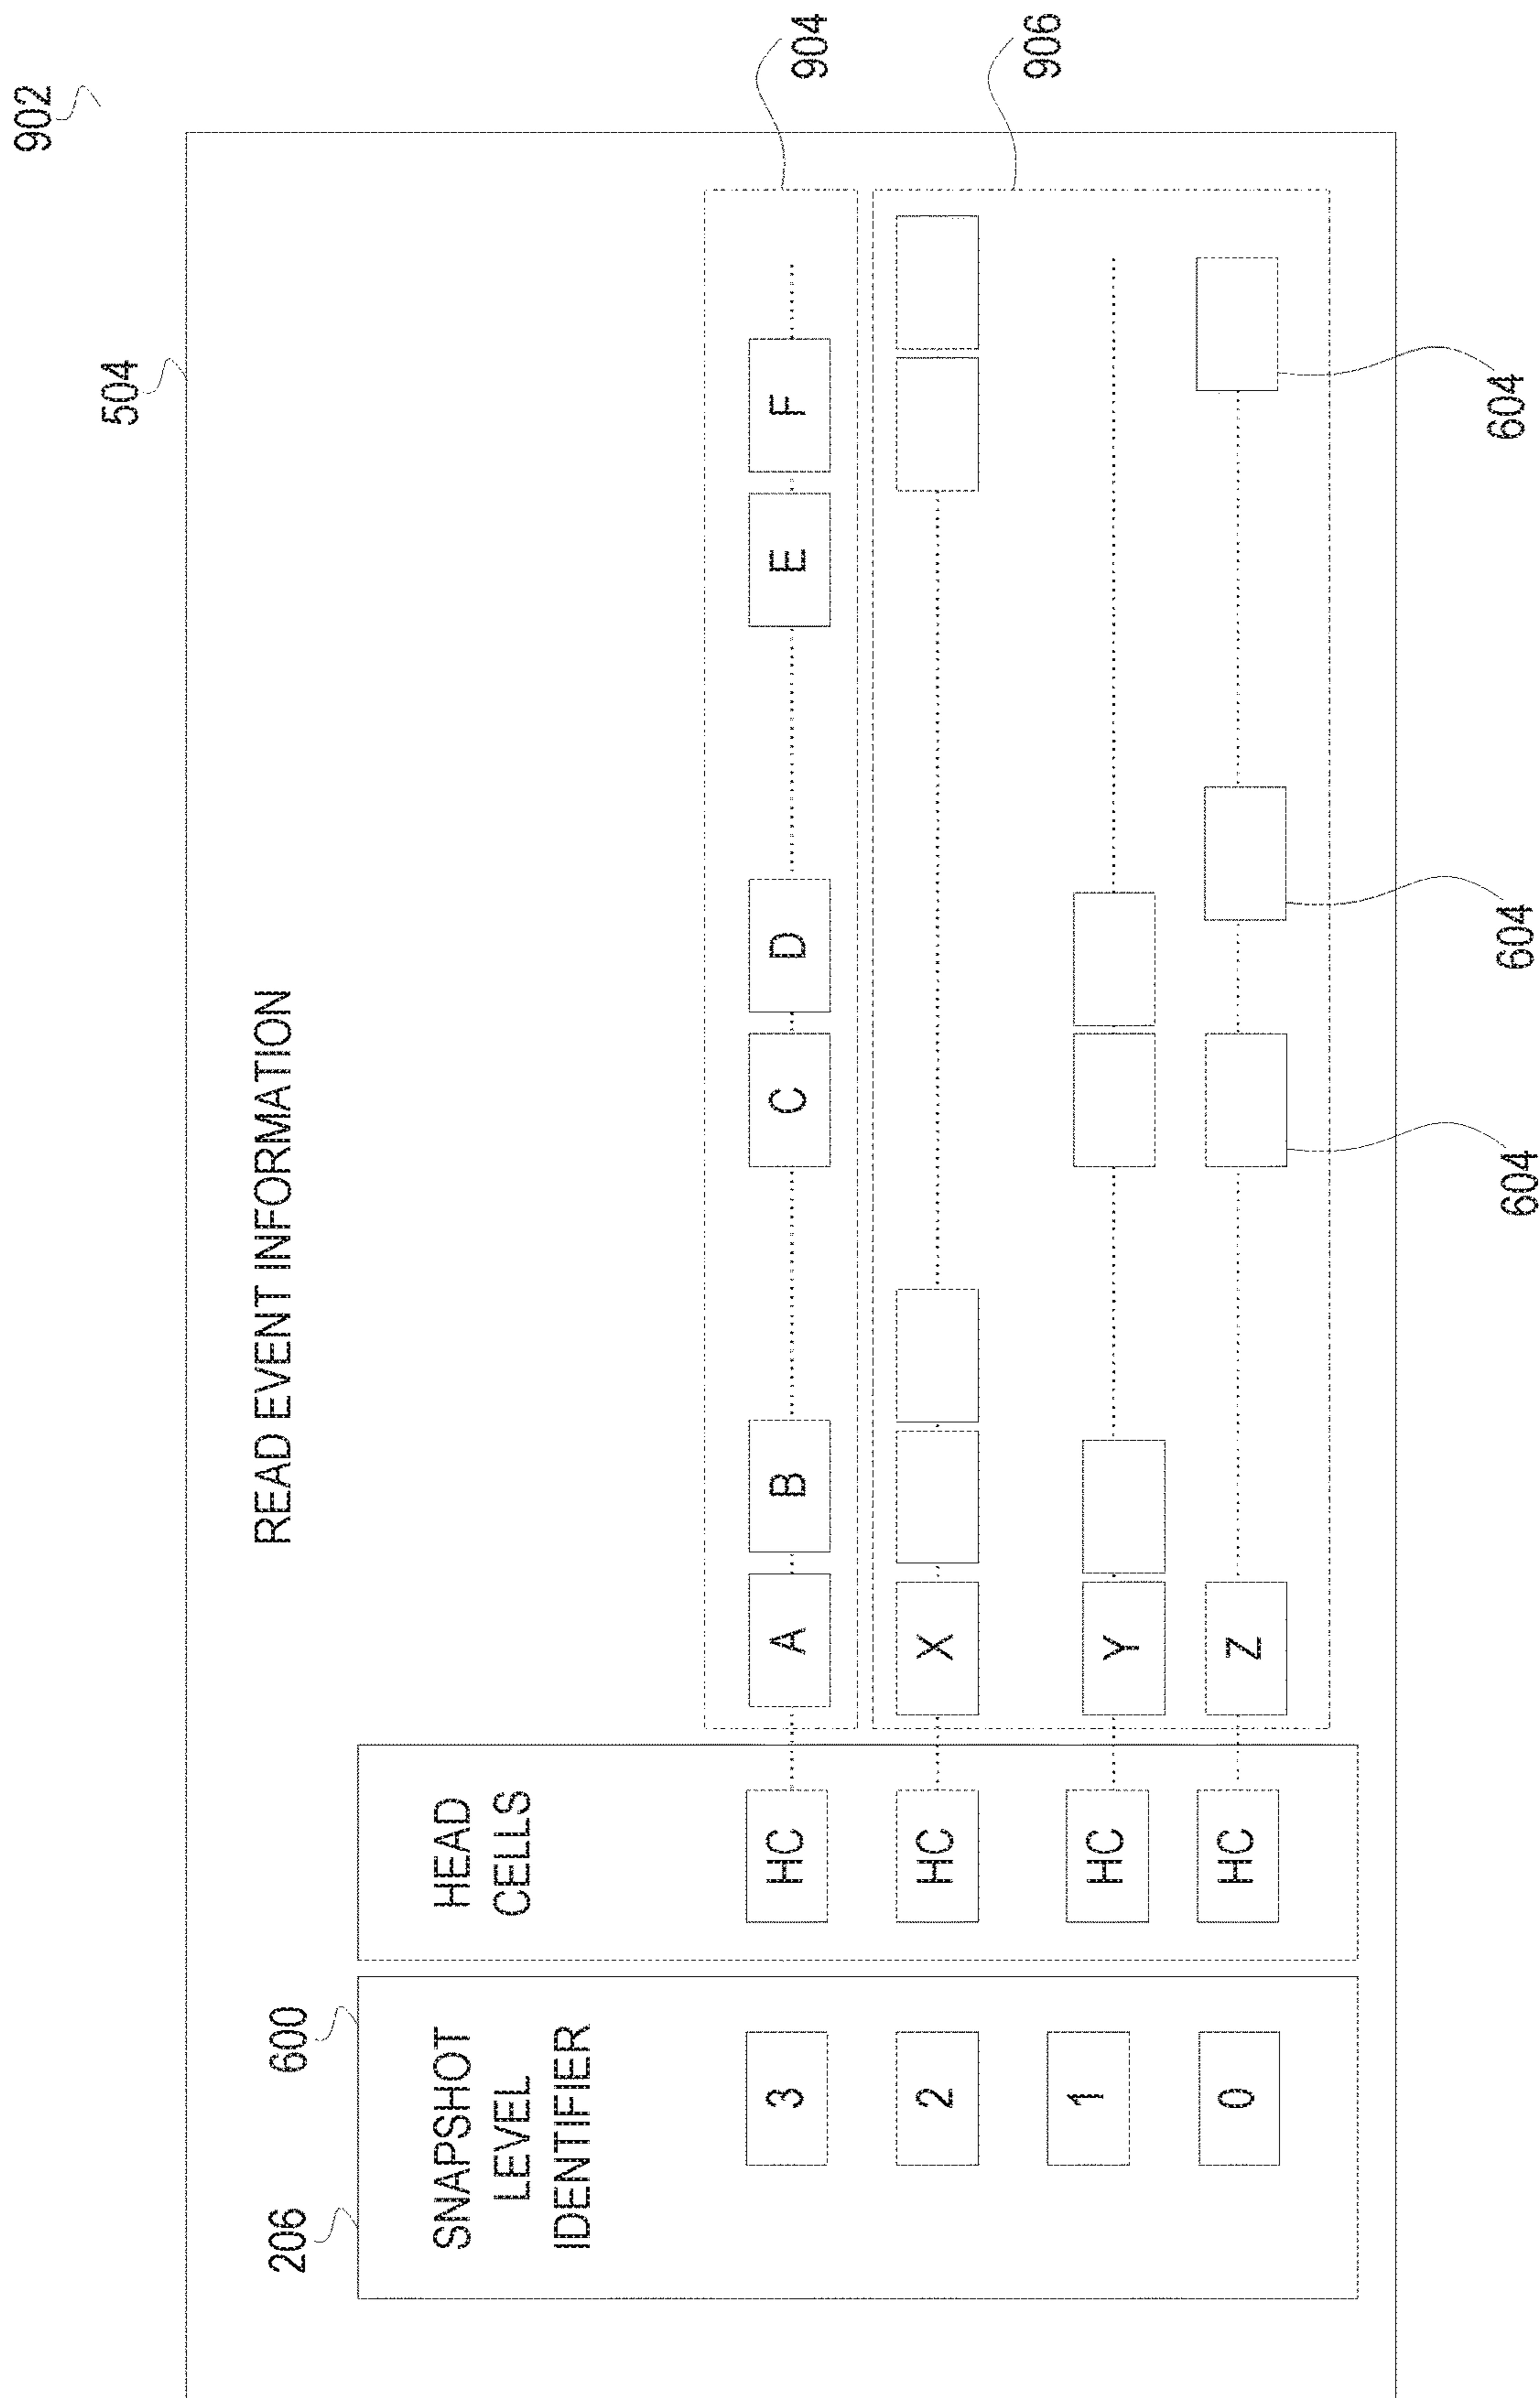 902
504
READ EVENT INFORMATION
206
600
SNAPSHOT
LEVEL
IDENTIFIER
HEAD
CELLS
904
3
HC
A
B
C
D
E
F
906
2
HC
X
1
HC
Y
0
HC
Z
604
604
604